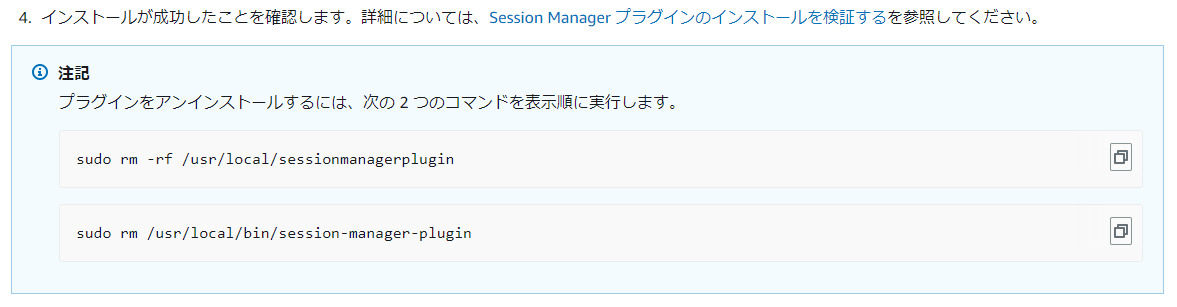 4. インストールが成功したことを確認します。詳細については、Session Manager プラグインのインストールを検証するを参照してください。
注記
プラグインをアンインストールするには、次の 2 つのコマンドを表示順に実行します。
sudo rm -rf /usr/local/sessionmanagerplugin
sudo rm /usr/local/bin/session-manager-plugin